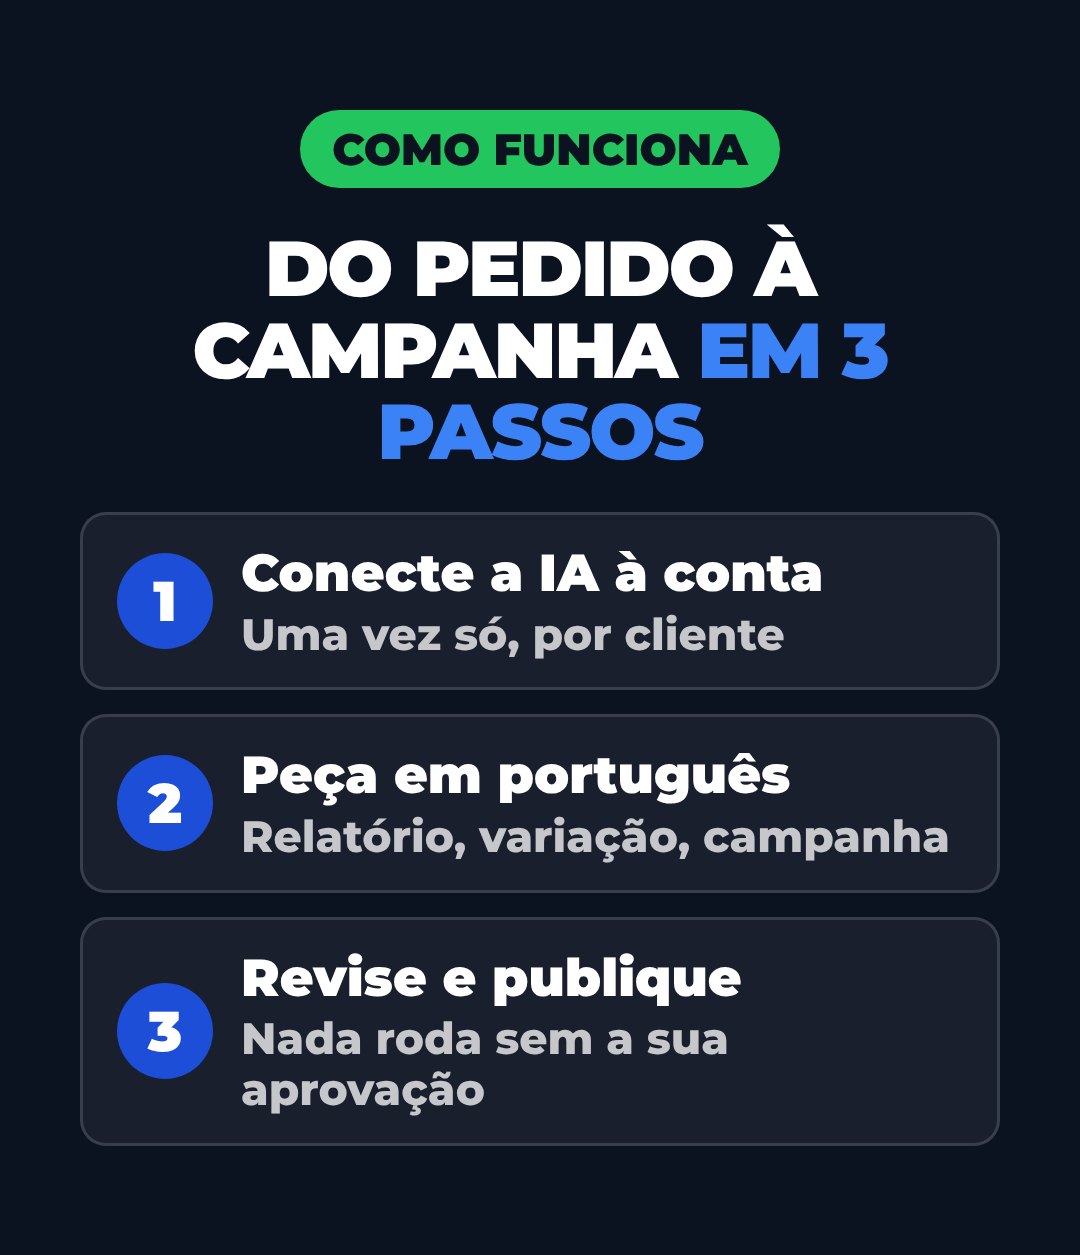 COMO FUNCIONA
DO PEDIDO À
CAMPANHA EM 3
PASSOS
1
Conecte a IA à conta
Uma vez só, por cliente
2
Peça em português
Relatório, variação, campanha
3
Revise e publique
Nada roda sem a sua
aprovação